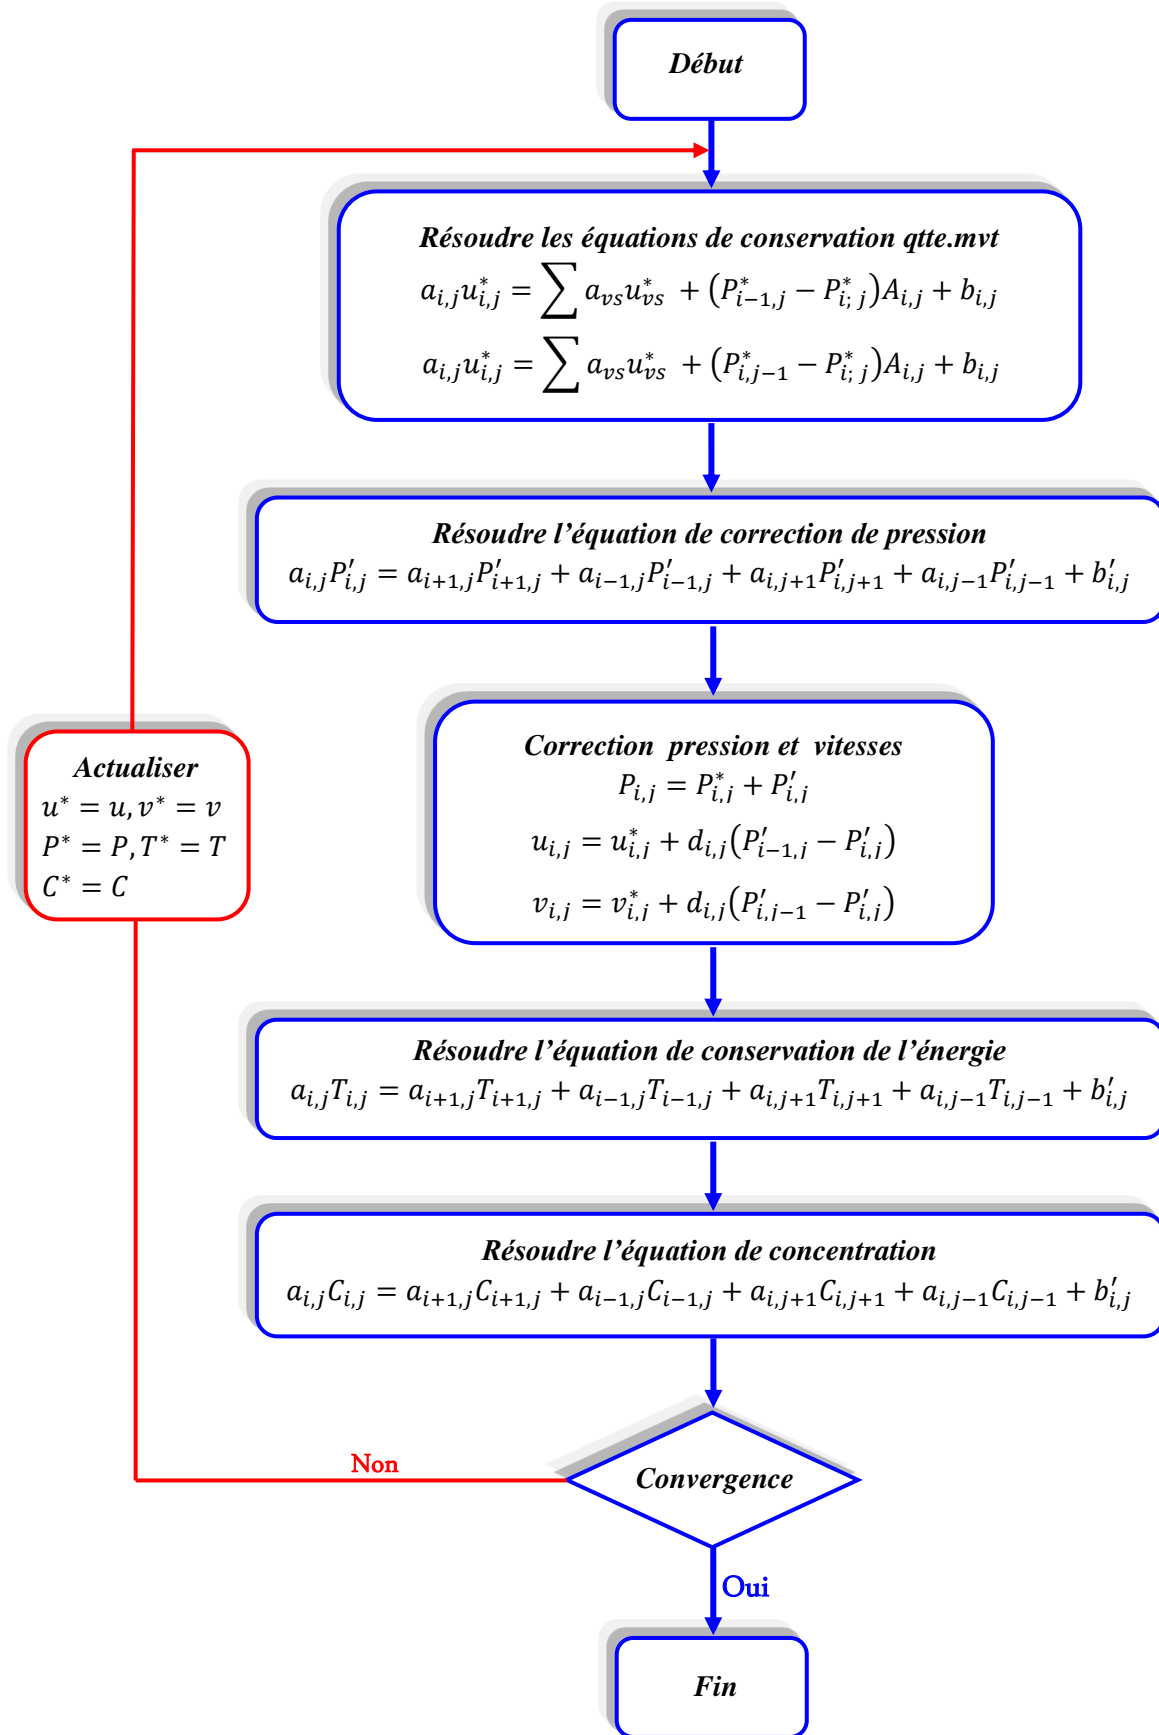 Début
Résoudre les équations de conservation qtte.mvt
a_{i,j}u^*_{i,j} = ∑ a_{vs}u^*_{vs} + (P^*_{i−1,j} − P^*_{i; j})A_{i,j} + b_{i,j}
a_{i,j}u^*_{i,j} = ∑ a_{vs}u^*_{vs} + (P^*_{i,j−1} − P^*_{i; j})A_{i,j} + b_{i,j}
Résoudre l’équation de correction de pression
a_{i,j}P′_{i,j} = a_{i+1,j}P′_{i+1,j} + a_{i−1,j}P′_{i−1,j} + a_{i,j+1}P′_{i,j+1} + a_{i,j−1}P′_{i,j−1} + b′_{i,j}
Correction pression et vitesses
P_{i,j} = P^*_{i,j} + P′_{i,j}
u_{i,j} = u^*_{i,j} + d_{i,j}(P′_{i−1,j} − P′_{i,j})
v_{i,j} = v^*_{i,j} + d_{i,j}(P′_{i,j−1} − P′_{i,j})
Actualiser
u^* = u, v^* = v
P^* = P, T^* = T
C^* = C
Résoudre l’équation de conservation de l’énergie
a_{i,j}T_{i,j} = a_{i+1,j}T_{i+1,j} + a_{i−1,j}T_{i−1,j} + a_{i,j+1}T_{i,j+1} + a_{i,j−1}T_{i,j−1} + b′_{i,j}
Résoudre l’équation de concentration
a_{i,j}C_{i,j} = a_{i+1,j}C_{i+1,j} + a_{i−1,j}C_{i−1,j} + a_{i,j+1}C_{i,j+1} + a_{i,j−1}C_{i,j−1} + b′_{i,j}
Non
Convergence
Oui
Fin